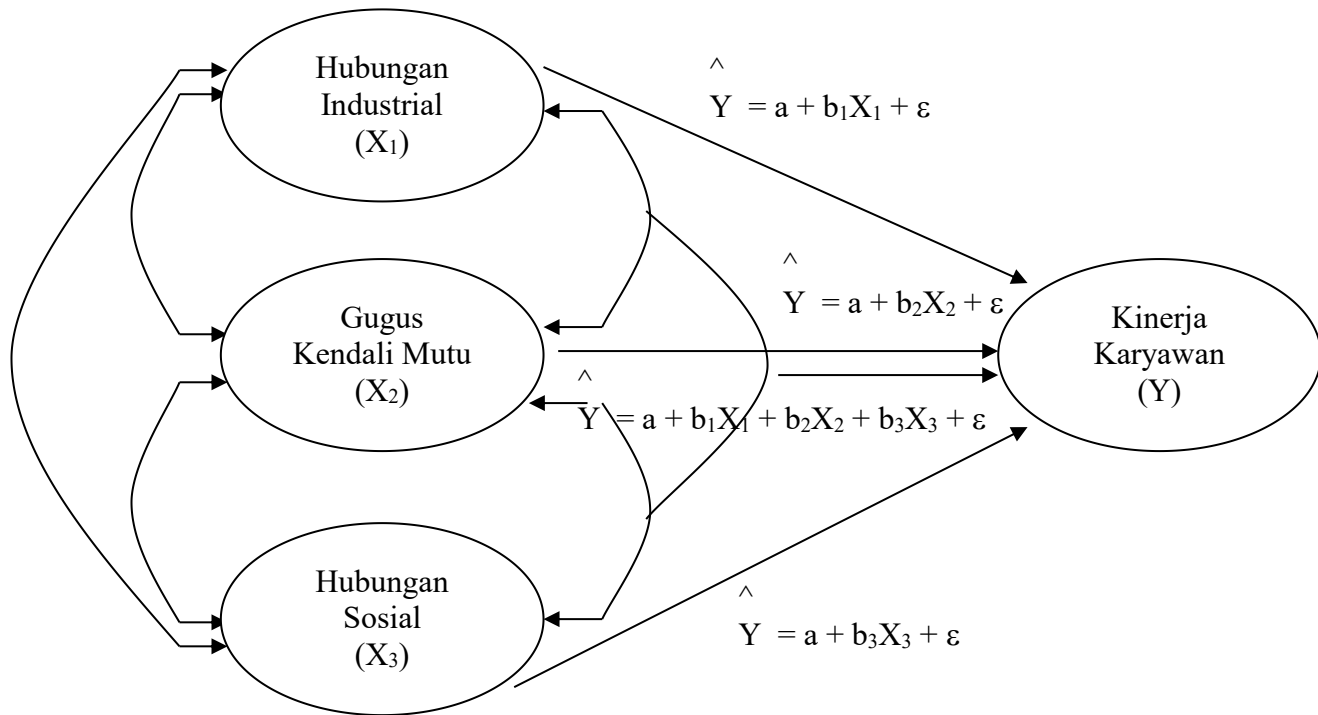 Hubungan
Industrial
(X₁)
^
Y = a + b₁X₁ + ε
Gugus
Kendali Mutu
(X₂)
^
Y = a + b₂X₂ + ε
^
Y = a + b₁X₁ + b₂X₂ + b₃X₃ + ε
Kinerja
Karyawan
(Y)
Hubungan
Sosial
(X₃)
^
Y = a + b₃X₃ + ε